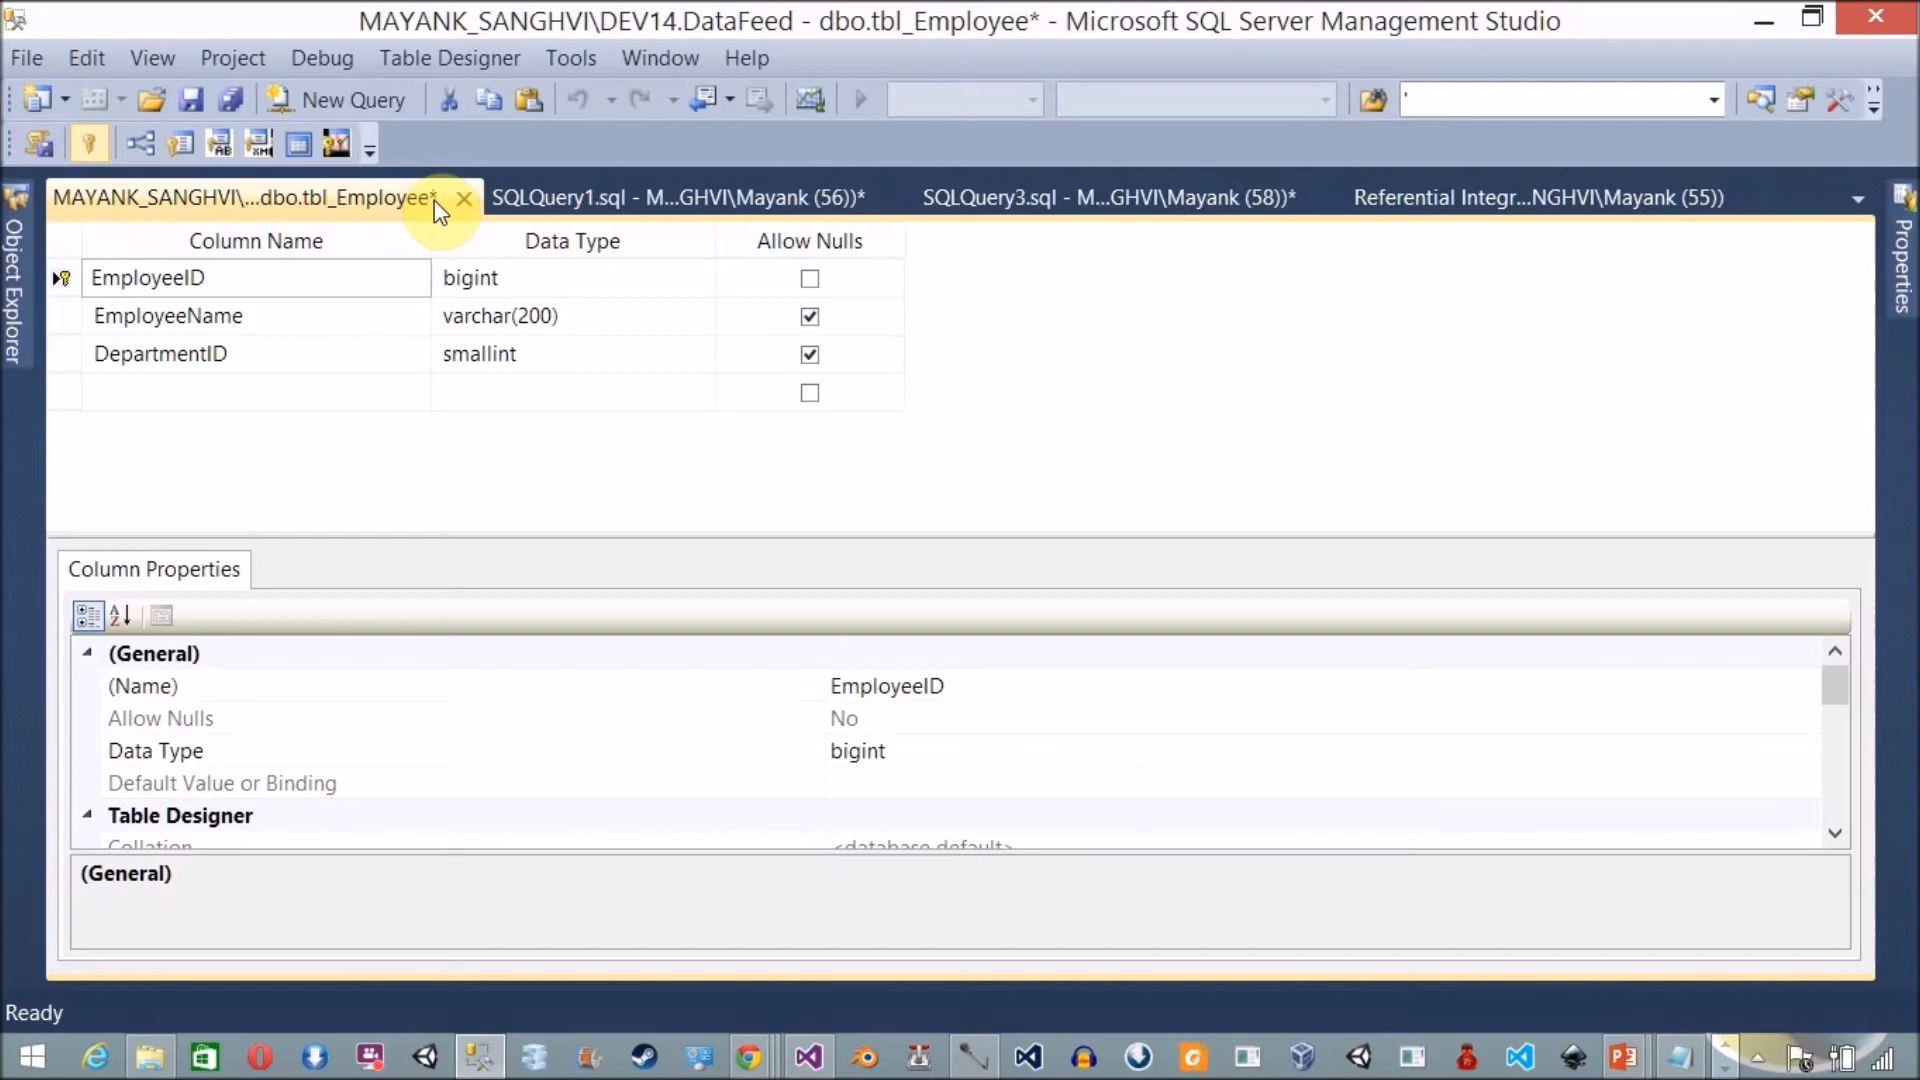 MAYANK_SANGHVI\DEV14.DataFeed - dbo.tbl_Employee* - Microsoft SQL Server Management Studio
File Edit View Project Debug Table Designer Tools Window Help
New Query '
MAYANK_SANGHVI\...dbo.tbl_Employee* SQLQuery1.sql - M...GHVI\Mayank (56))* SQLQuery3.sql - M...GHVI\Mayank (58))* Referential Integr...NGHVI\Mayank (55))
Object Explorer
Properties
Column Name Data Type Allow Nulls
EmployeeID bigint
EmployeeName varchar(200)
DepartmentID smallint
Column Properties
(General)
(Name) EmployeeID
Allow Nulls No
Data Type bigint
Default Value or Binding
Table Designer
Collation <database default>
(General)
Ready